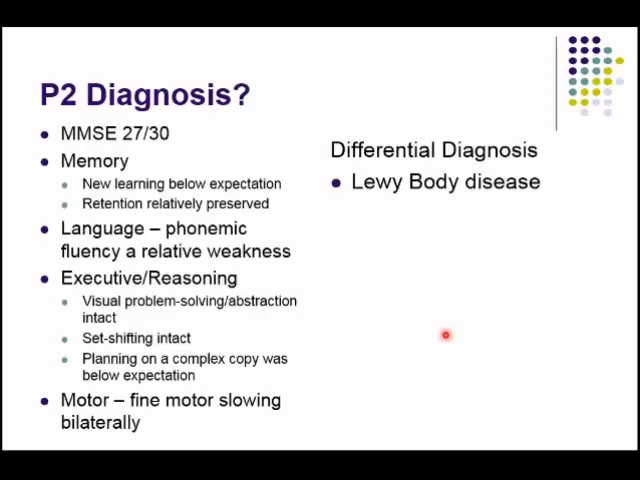 P2 Diagnosis?
MMSE 27/30
Memory
New learning below expectation
Retention relatively preserved
Language – phonemic
fluency a relative weakness
Executive/Reasoning
Visual problem-solving/abstraction
intact
Set-shifting intact
Planning on a complex copy was
below expectation
Motor – fine motor slowing
bilaterally
Differential Diagnosis
Lewy Body disease